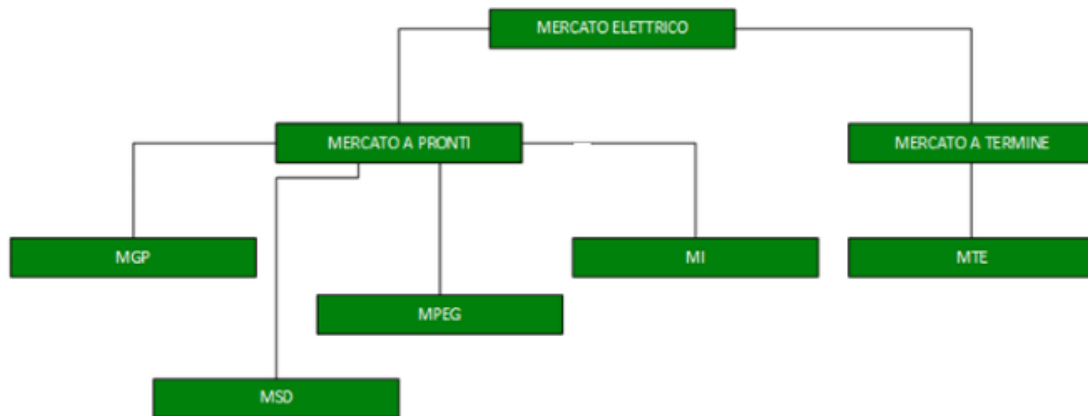 MERCATO ELETTRICO
MERCATO A PRONTI
MERCATO A TERMINE
MGP
MI
MTE
MPEG
MSD